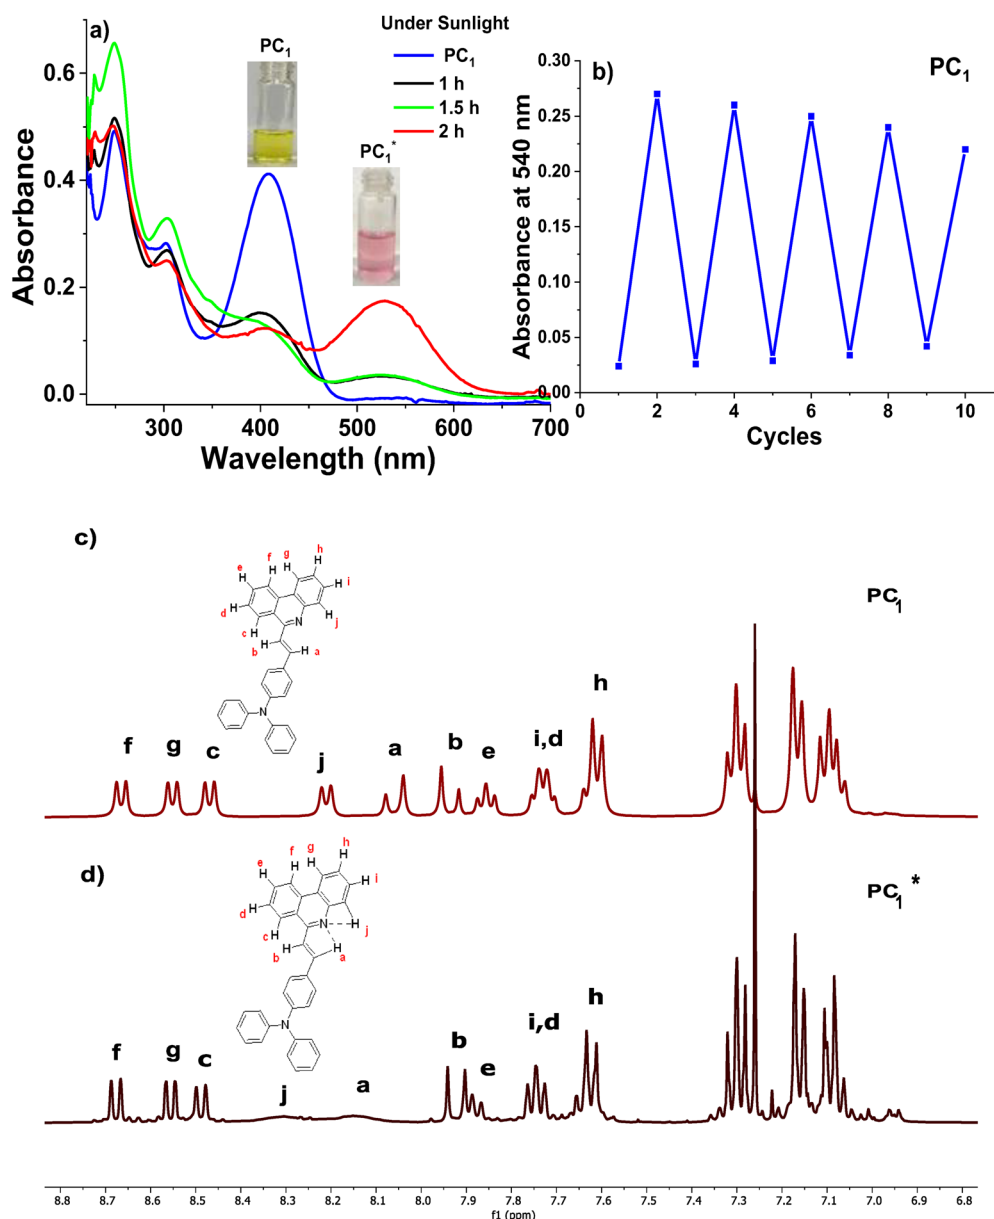 a)
Under Sunlight
PC1
1 h
1.5 h
2 h
PC1
PC1*
Absorbance
0.6
0.4
0.2
0.0
300 400 500 600 700
Wavelength (nm)
b)
PC1
Absorbance at 540 nm
0.30
0.25
0.20
0.15
0.10
0.05
0.00
2 4 6 8 10
Cycles
c)
PC1
g h
f H H
e H H
H H i
d H H
c H N j
H H
b a
N
f g c j a b e i,d h
d)
PC1*
g h
f H H
e H H
H H i
d H H
c H N H j
H H
b a
N
f g c j a b e i,d h
8.8 8.7 8.6 8.5 8.4 8.3 8.2 8.1 8.0 7.9 7.8 7.7 7.6 7.5 7.4 7.3 7.2 7.1 7.0 6.9 6.8
f1 (ppm)